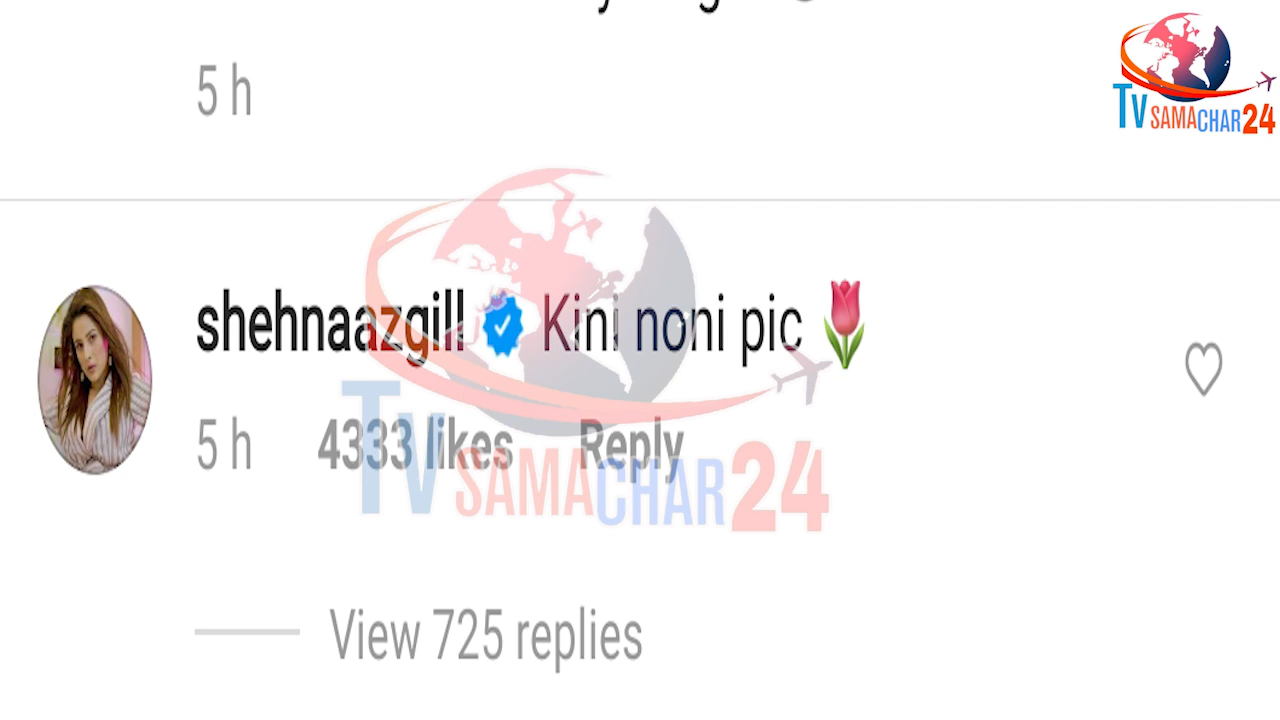 5 h
TV SAMACHAR24
shehnaazgill Kini noni pic 🌷
5 h 4333 likes Reply
TV SAMACHAR24
View 725 replies